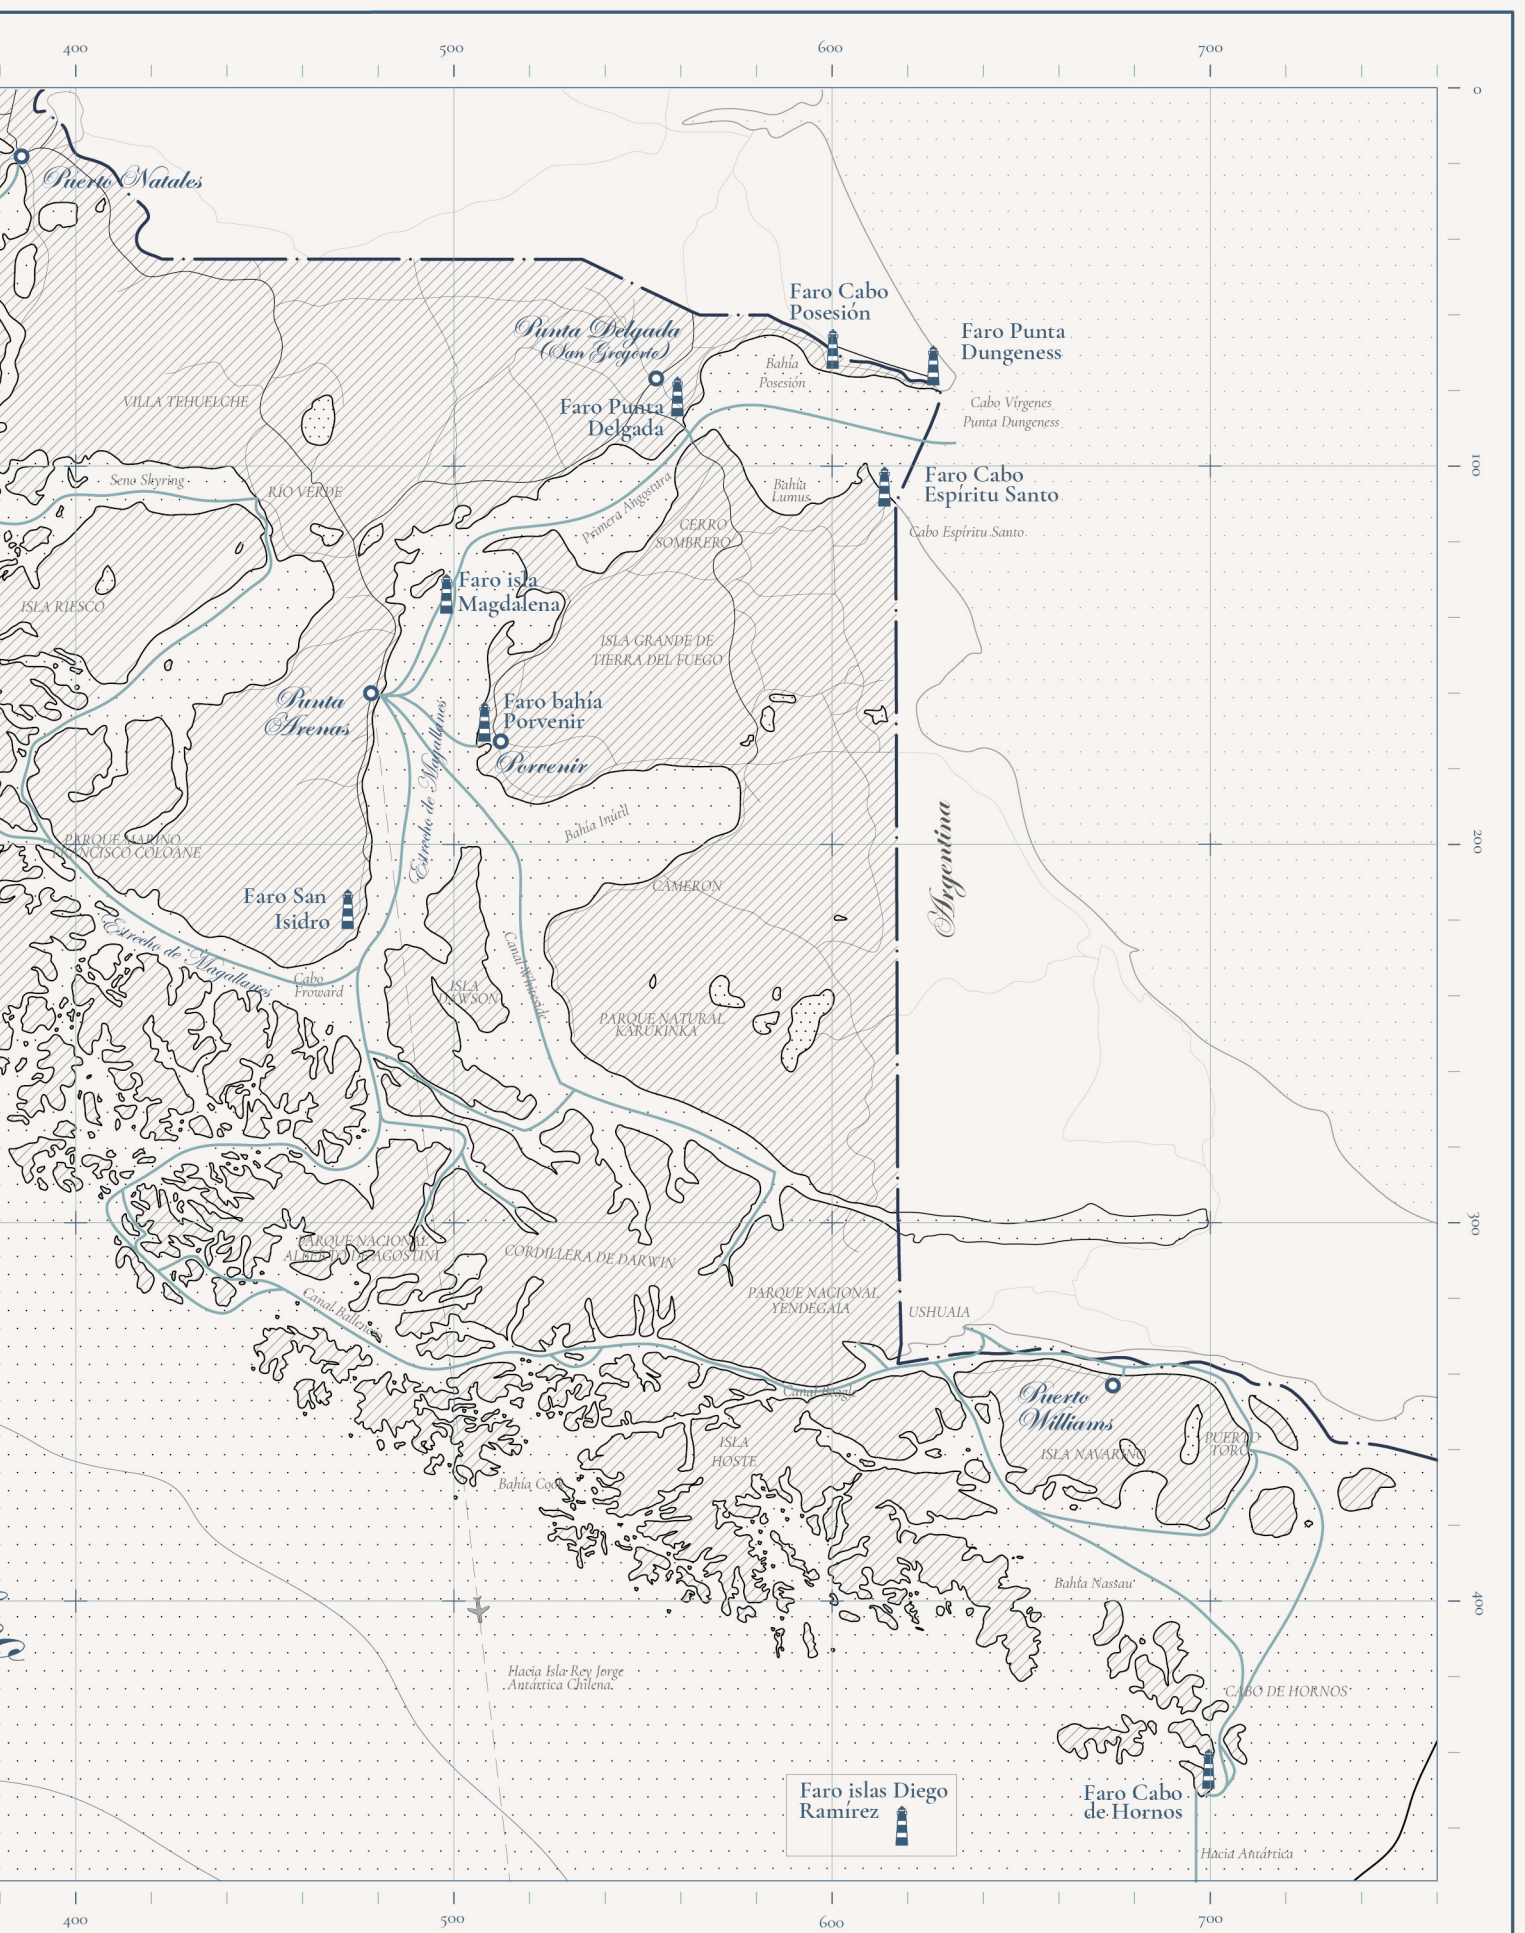 400
500
600
700
0
Puerto Natales
Faro Cabo
Posesión
Punta Delgada
(San Gregorio)
Faro Punta
Dungeness
Bahía
Posesión
VILLA TEHUELCHE
Faro Punta
Delgada
Cabo Vírgenes
Punta Dungeness
100
Seno Skyring
RÍO VERDE
Faro Cabo
Espíritu Santo
Bahía
Lumus
Primera Angostura
CERRO
SOMBRERO
Cabo Espíritu Santo
Faro isla
Magdalena
ISLA RIESCO
ISLA GRANDE DE
TIERRA DEL FUEGO
Punta
Arenas
Faro bahía
Porvenir
Porvenir
Estrecho de Magallanes
Bahía Inútil
200
PARQUE MARINO
FRANCISCO COLOANE
Argentina
CAMERON
Faro San
Isidro
Estrecho de Magallanes
Canal Whiteside
Cabo
Froward
ISLA
DAWSON
PARQUE NATURAL
KARUKINKA
300
PARQUE NACIONAL
ALBERTO DE AGOSTINI
CORDILLERA DE DARWIN
PARQUE NACIONAL
YENDEGAIA
USHUAIA
Canal Ballenero
Canal Beagle
Puerto
Williams
ISLA
HOSTE
ISLA NAVARINO
PUERTO
TORO
Bahía Cook
Bahía Nassau
400
Hacia Isla Rey Jorge
Antártica Chilena.
CABO DE HORNOS
Faro islas Diego
Ramírez
Faro Cabo
de Hornos
Hacia Antártica
400
500
600
700